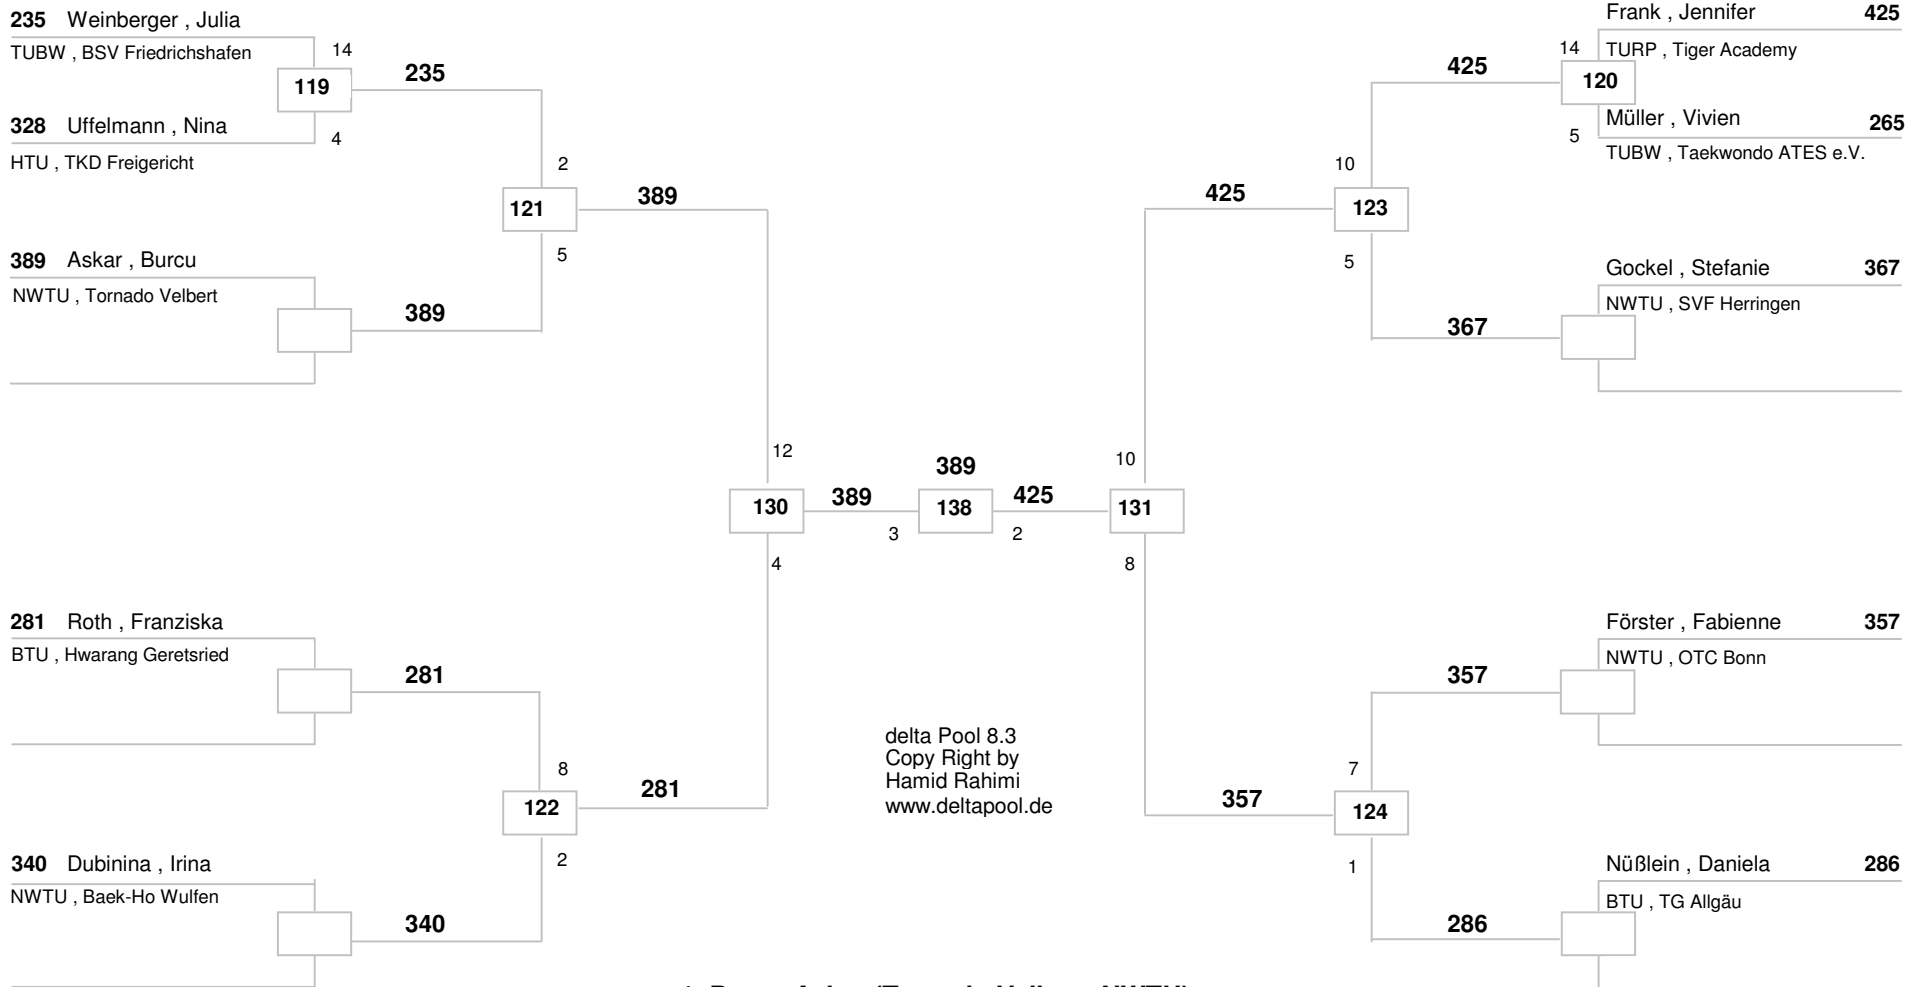 235 Weinberger , Julia
TUBW , BSV Friedrichshafen
14
119
235
328 Uffelmann , Nina
4
HTU , TKD Freigericht
2
121
389
5
389 Askar , Burcu
NWTU , Tornado Velbert
389
12
130
389
4
281 Roth , Franziska
BTU , Hwarang Geretsried
281
8
122
281
2
340 Dubinina , Irina
NWTU , Baek-Ho Wulfen
340
389
138
3
2
425
131
10
8
delta Pool 8.3
Copy Right by
Hamid Rahimi
www.deltapool.de
Frank , Jennifer 425
14
TURP , Tiger Academy
425
120
Müller , Vivien 265
5
TUBW , Taekwondo ATES e.V.
10
425
123
5
Gockel , Stefanie 367
NWTU , SVF Herringen
367
Förster , Fabienne 357
NWTU , OTC Bonn
357
7
357
124
1
Nüßlein , Daniela 286
BTU , TG Allgäu
286